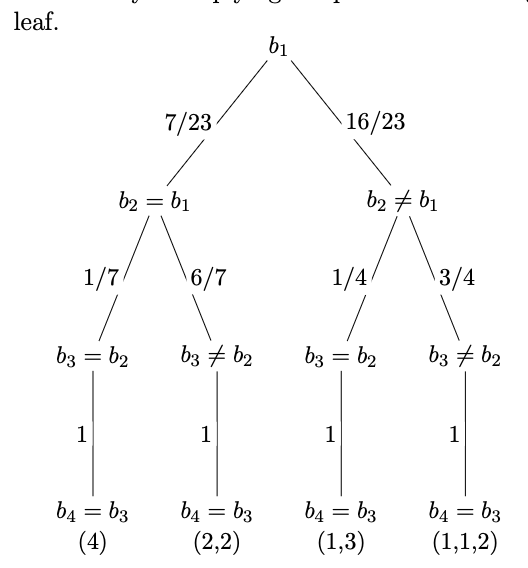 leaf.
b₁
7/23 16/23
b₂ = b₁ b₂ ≠ b₁
1/7 6/7 1/4 3/4
b₃ = b₂ b₃ ≠ b₂ b₃ = b₂ b₃ ≠ b₂
1 1 1 1
b₄ = b₃ b₄ = b₃ b₄ = b₃ b₄ = b₃
(4) (2,2) (1,3) (1,1,2)